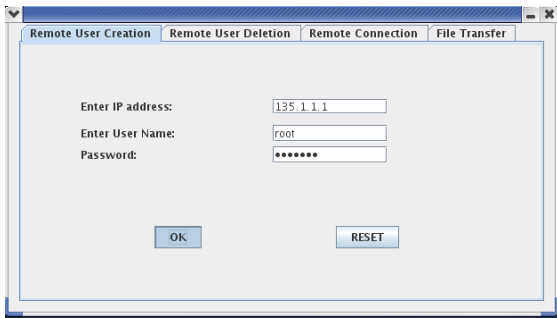 Remote User Creation Remote User Deletion Remote Connection File Transfer
Enter IP address: 135.1.1.1
Enter User Name: root
Password: •••••••
OK RESET